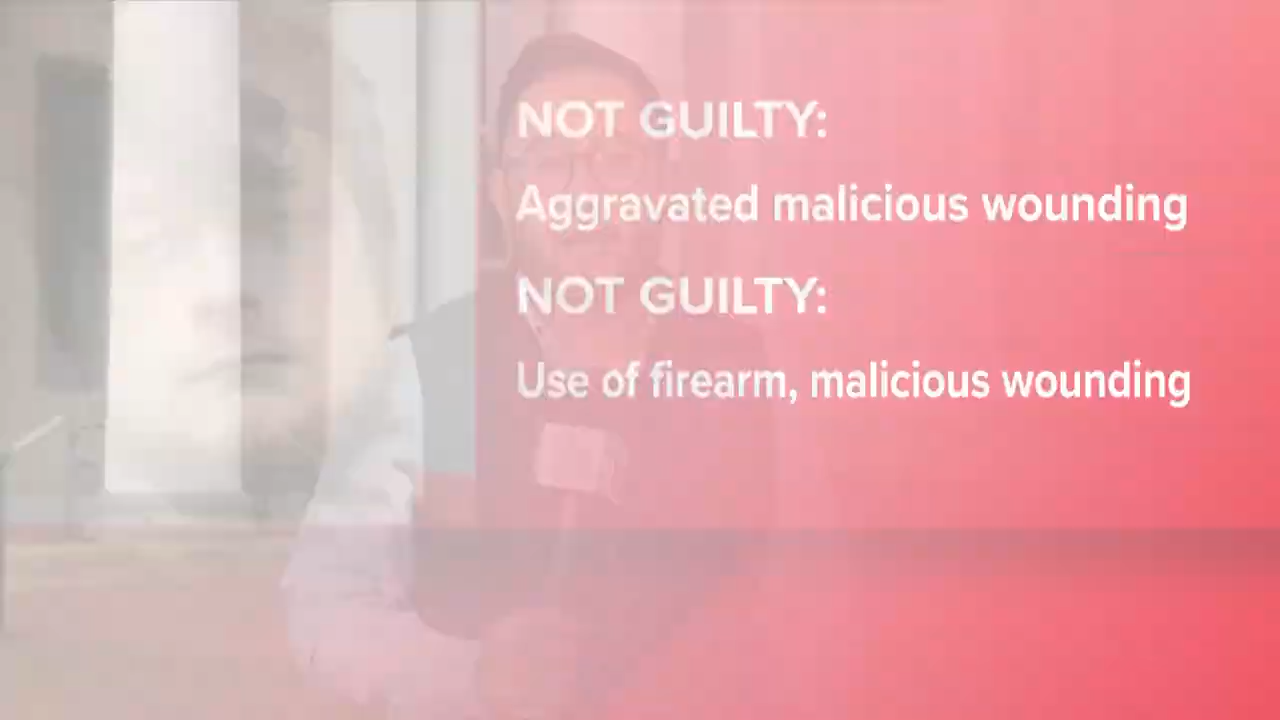 NOT GUILTY:
Aggravated malicious wounding
NOT GUILTY:
Use of firearm, malicious wounding